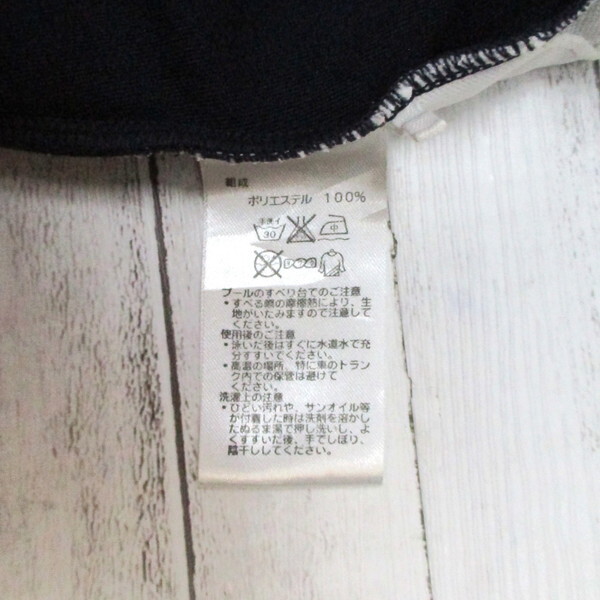 組成
ポリエステル 100%
手洗イ
30
中
プールのすべり台でのご注意
・すべる際の摩擦熱により、生
地がいたみますので注意して
ください。
使用後のご注意
・泳いだ後はすぐに水道水で充
分すすいでください。
・高温の場所、特に車のトラン
ク内での保管は避けて
ください。
洗濯上の注意
・ひどい汚れや、サンオイル等
が付着した時は洗剤を溶かし
たぬるま湯で押し洗いし、よ
くすすいだ後、手でしぼり、
陰干ししてください。